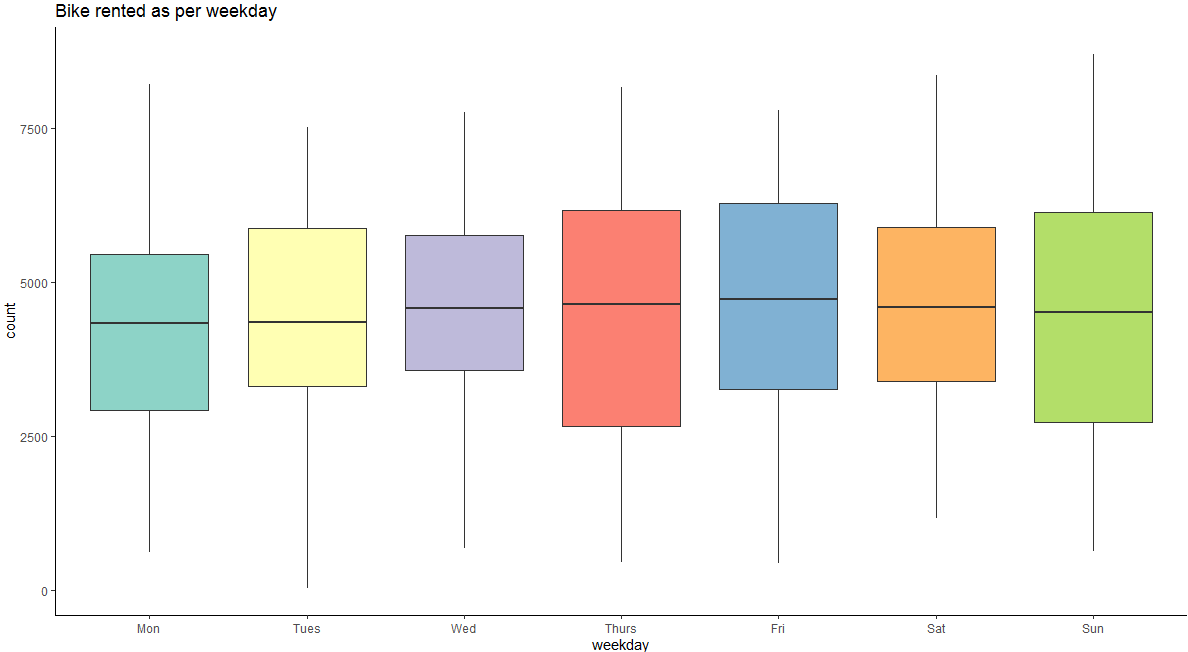 Bike rented as per weekday
count
7500
5000
2500
0
Mon Tues Wed Thurs Fri Sat Sun
weekday